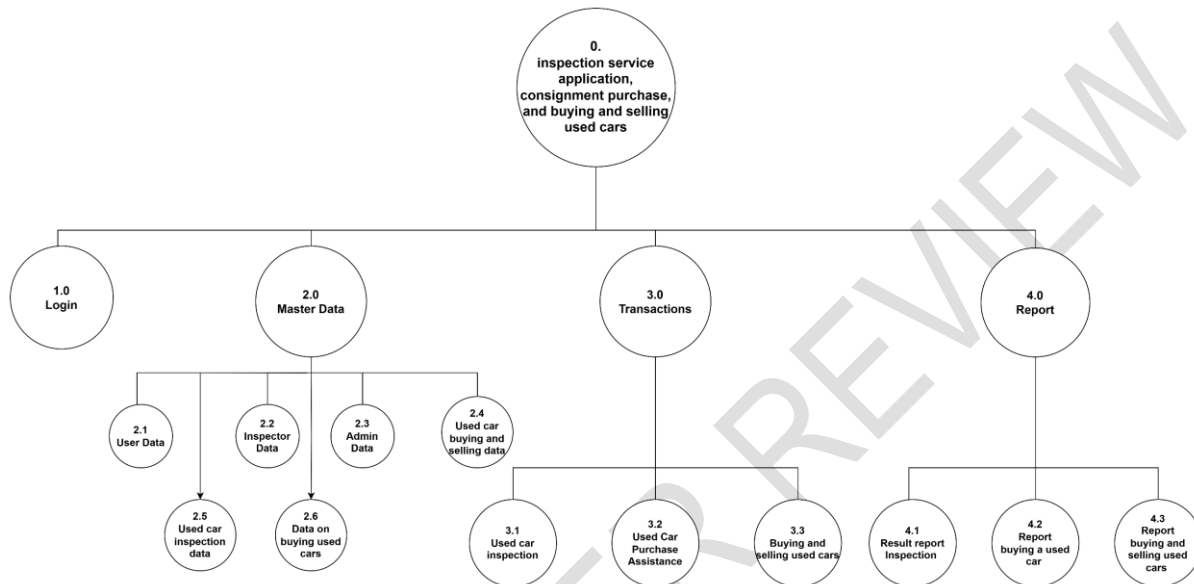 0.
inspection service
application,
consignment purchase,
and buying and selling
used cars
1.0
Login
2.0
Master Data
3.0
Transactions
4.0
Report
2.1
User Data
2.2
Inspector
Data
2.3
Admin
Data
2.4
Used car
buying and
selling data
2.5
Used car
inspection
data
2.6
Data on
buying used
cars
3.1
Used car
inspection
3.2
Used Car
Purchase
Assistance
3.3
Buying and
selling used cars
4.1
Result report
Inspection
4.2
Report
buying a used
car
4.3
Report
buying and
selling used
cars
ER REVIEW